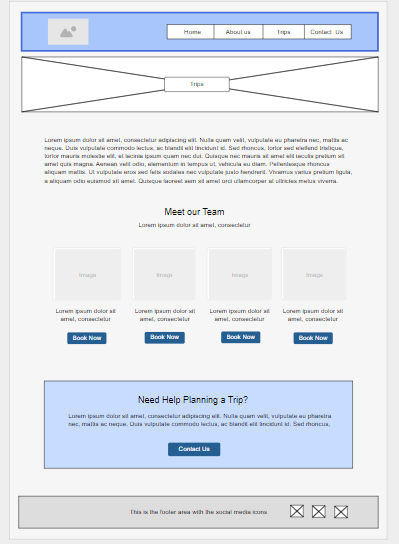 Home About us Trips Contact Us
Trips
Lorem ipsum dolor sit amet, consectetur adipiscing elit. Nulla quam velit, vulputate eu pharetra nec, mattis ac
neque. Duis vulputate commodo lectus, ac blandit elit tincidunt id. Sed rhoncus, tortor sed eleifend tristique,
tortor mauris molestie elit, et lacinia ipsum quam nec dui. Quisque nec mauris sit amet elit iaculis pretium sit
amet quis magna. Aenean velit odio, elementum in tempus ut, vehicula eu diam. Pellentesque rhoncus
aliquam mattis. Ut vulputate eros sed felis sodales nec vulputate justo hendrerit. Vivamus varius pretium ligula,
a aliquam odio euismod sit amet. Quisque laoreet sem sit amet orci ullamcorper at ultricies metus viverra.
Meet our Team
Lorem ipsum dolor sit amet, consectetur
Image Image Image Image
Lorem ipsum dolor sit Lorem ipsum dolor sit Lorem ipsum dolor sit Lorem ipsum dolor sit
amet, consectetur amet, consectetur amet, consectetur amet, consectetur
Book Now Book Now Book Now Book Now
Need Help Planning a Trip?
Lorem ipsum dolor sit amet, consectetur adipiscing elit. Nulla quam velit, vulputate eu pharetra
nec, mattis ac neque. Duis vulputate commodo lectus, ac blandit elit tincidunt id. Sed rhoncus,
Contact Us
This is the footer area with the social media icons